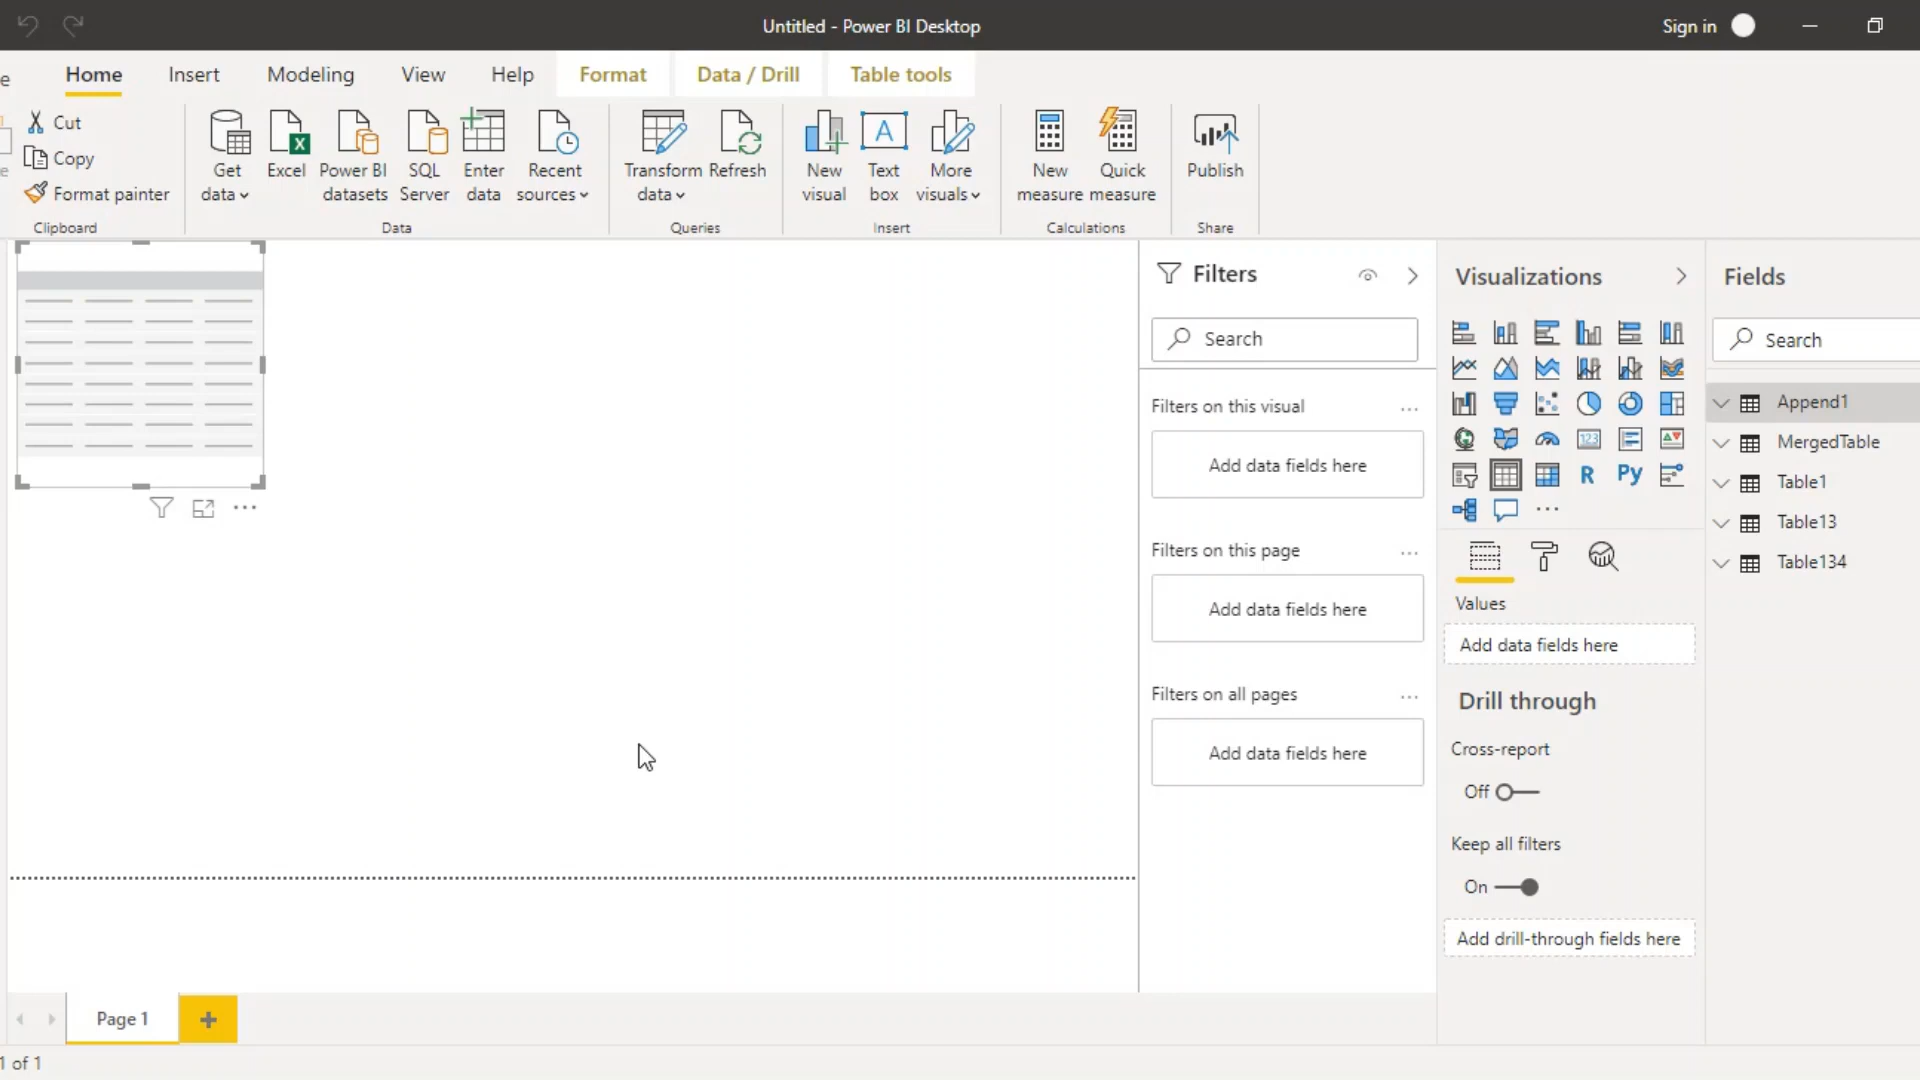 Untitled - Power BI Desktop
Sign in
e
Home
Insert
Modeling
View
Help
Format
Data / Drill
Table tools
Cut
Copy
Format painter
Clipboard
Get data
Excel
Power BI datasets
SQL Server
Enter data
Recent sources
Data
Transform data
Refresh
Queries
New visual
A
Text box
More visuals
Insert
New measure
Quick measure
Calculations
Publish
Share
Filters
Search
Filters on this visual
...
Add data fields here
Filters on this page
...
Add data fields here
Filters on all pages
...
Add data fields here
Visualizations
123
R
Py
...
Values
Add data fields here
Drill through
Cross-report
Off
Keep all filters
On
Add drill-through fields here
Fields
Search
Append1
MergedTable
Table1
Table13
Table134
...
Page 1
1 of 1